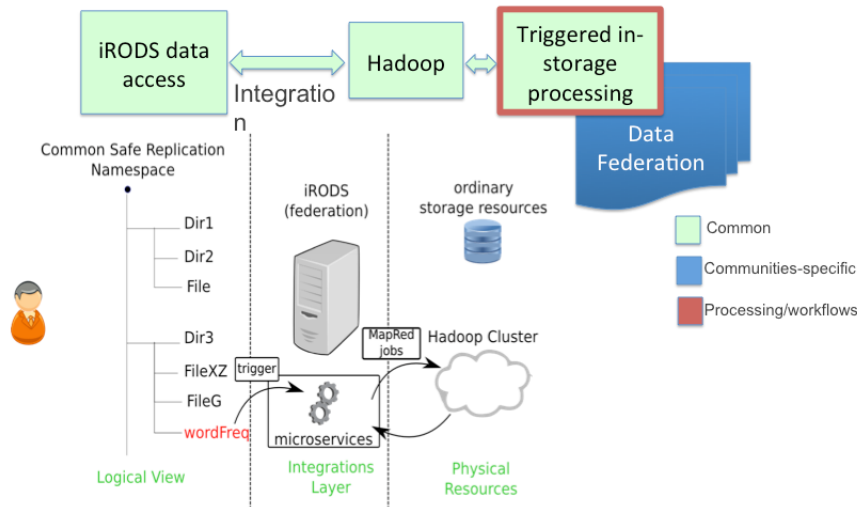 iRODS data
access
Integratio
n
Hadoop
Triggered in-
storage
processing
Data
Federation
Common Safe Replication
Namespace
Dir1
Dir2
File
Dir3
FileXZ
FileG
wordFreq
Logical View
iRODS
(federation)
trigger
microservices
Integrations
Layer
ordinary
storage resources
MapRed
jobs
Hadoop Cluster
Physical
Resources
Common
Communities-specific
Processing/workflows